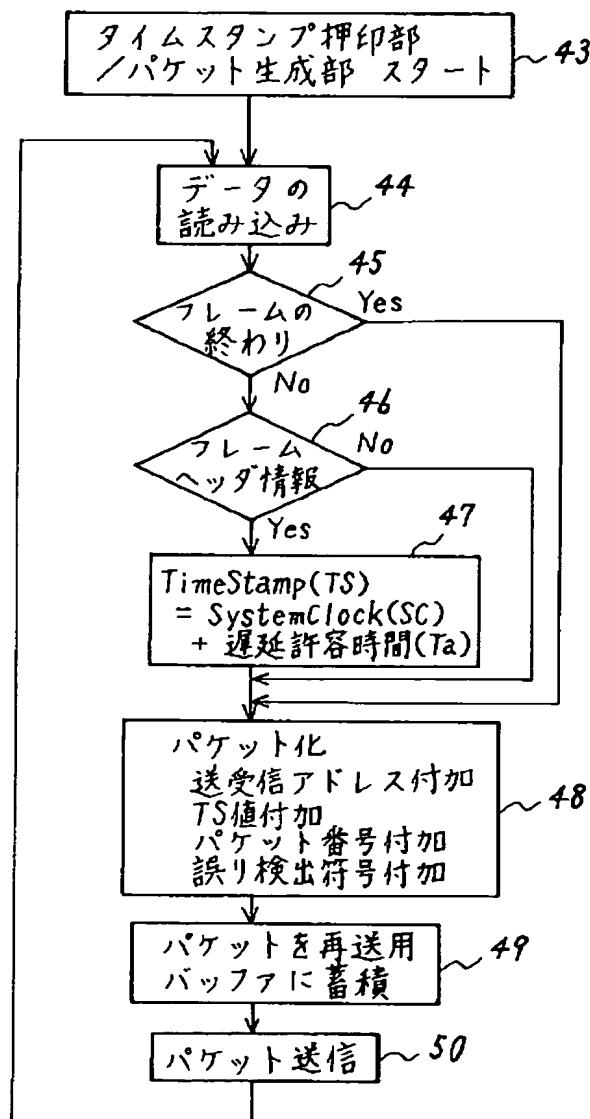 タイムスタンプ押印部
/パケット生成部 スタート
43
データの
読み込み
44
45
フレームの
終わり
Yes
No
46
フレーム
ヘッダ情報
No
Yes
47
TimeStamp(TS)
= SystemClock(SC)
+ 遅延許容時間(Ta)
パケット化
送受信アドレス付加
TS値付加
パケット番号付加
誤り検出符号付加
48
パケットを再送用
バッファに蓄積
49
パケット送信
50